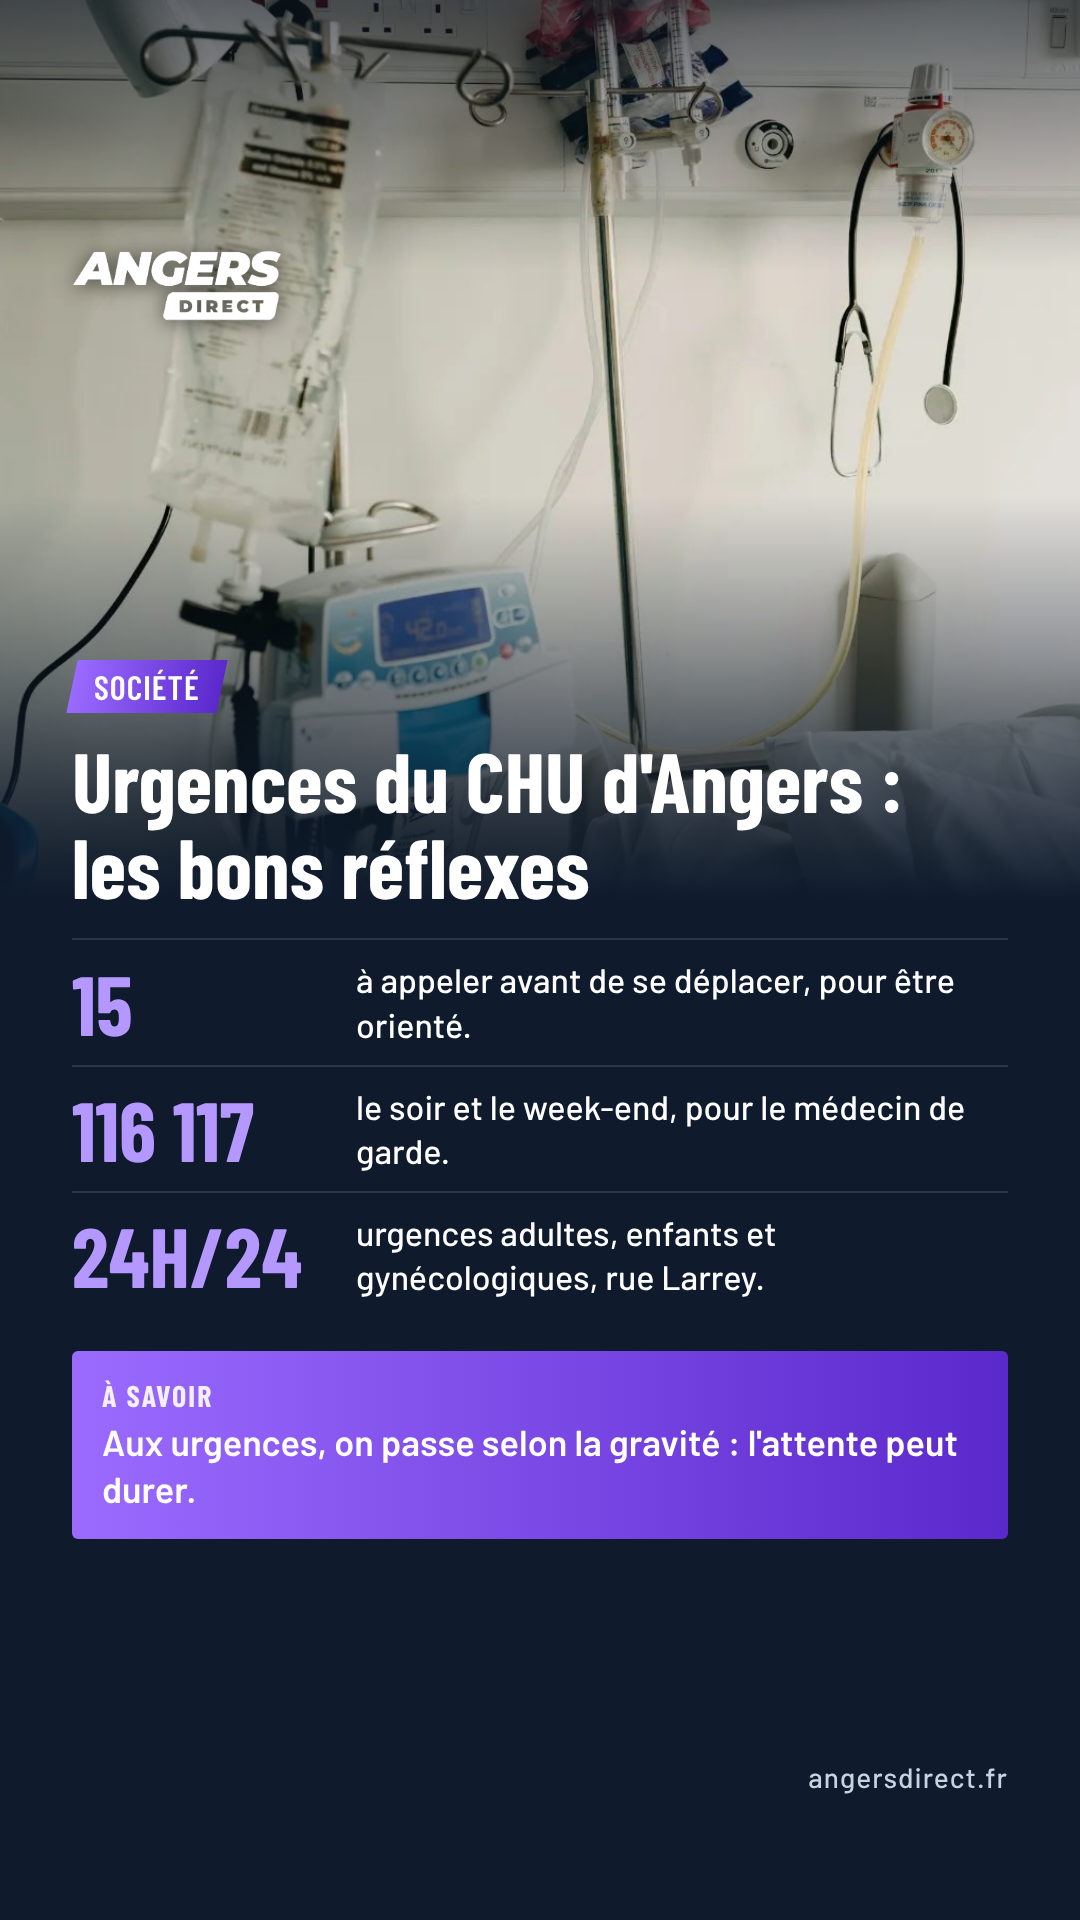 ANGERS
DIRECT
SOCIÉTÉ
Urgences du CHU d'Angers :
les bons réflexes
15
à appeler avant de se déplacer, pour être
orienté.
116 117
le soir et le week-end, pour le médecin de
garde.
24H/24
urgences adultes, enfants et
gynécologiques, rue Larrey.
À SAVOIR
Aux urgences, on passe selon la gravité : l'attente peut
durer.
angersdirect.fr